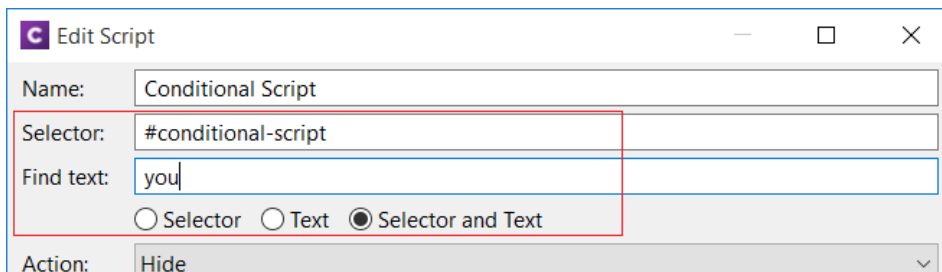 C Edit Script
Name: Conditional Script
Selector: #conditional-script
Find text: you
Selector Text Selector and Text
Action: Hide